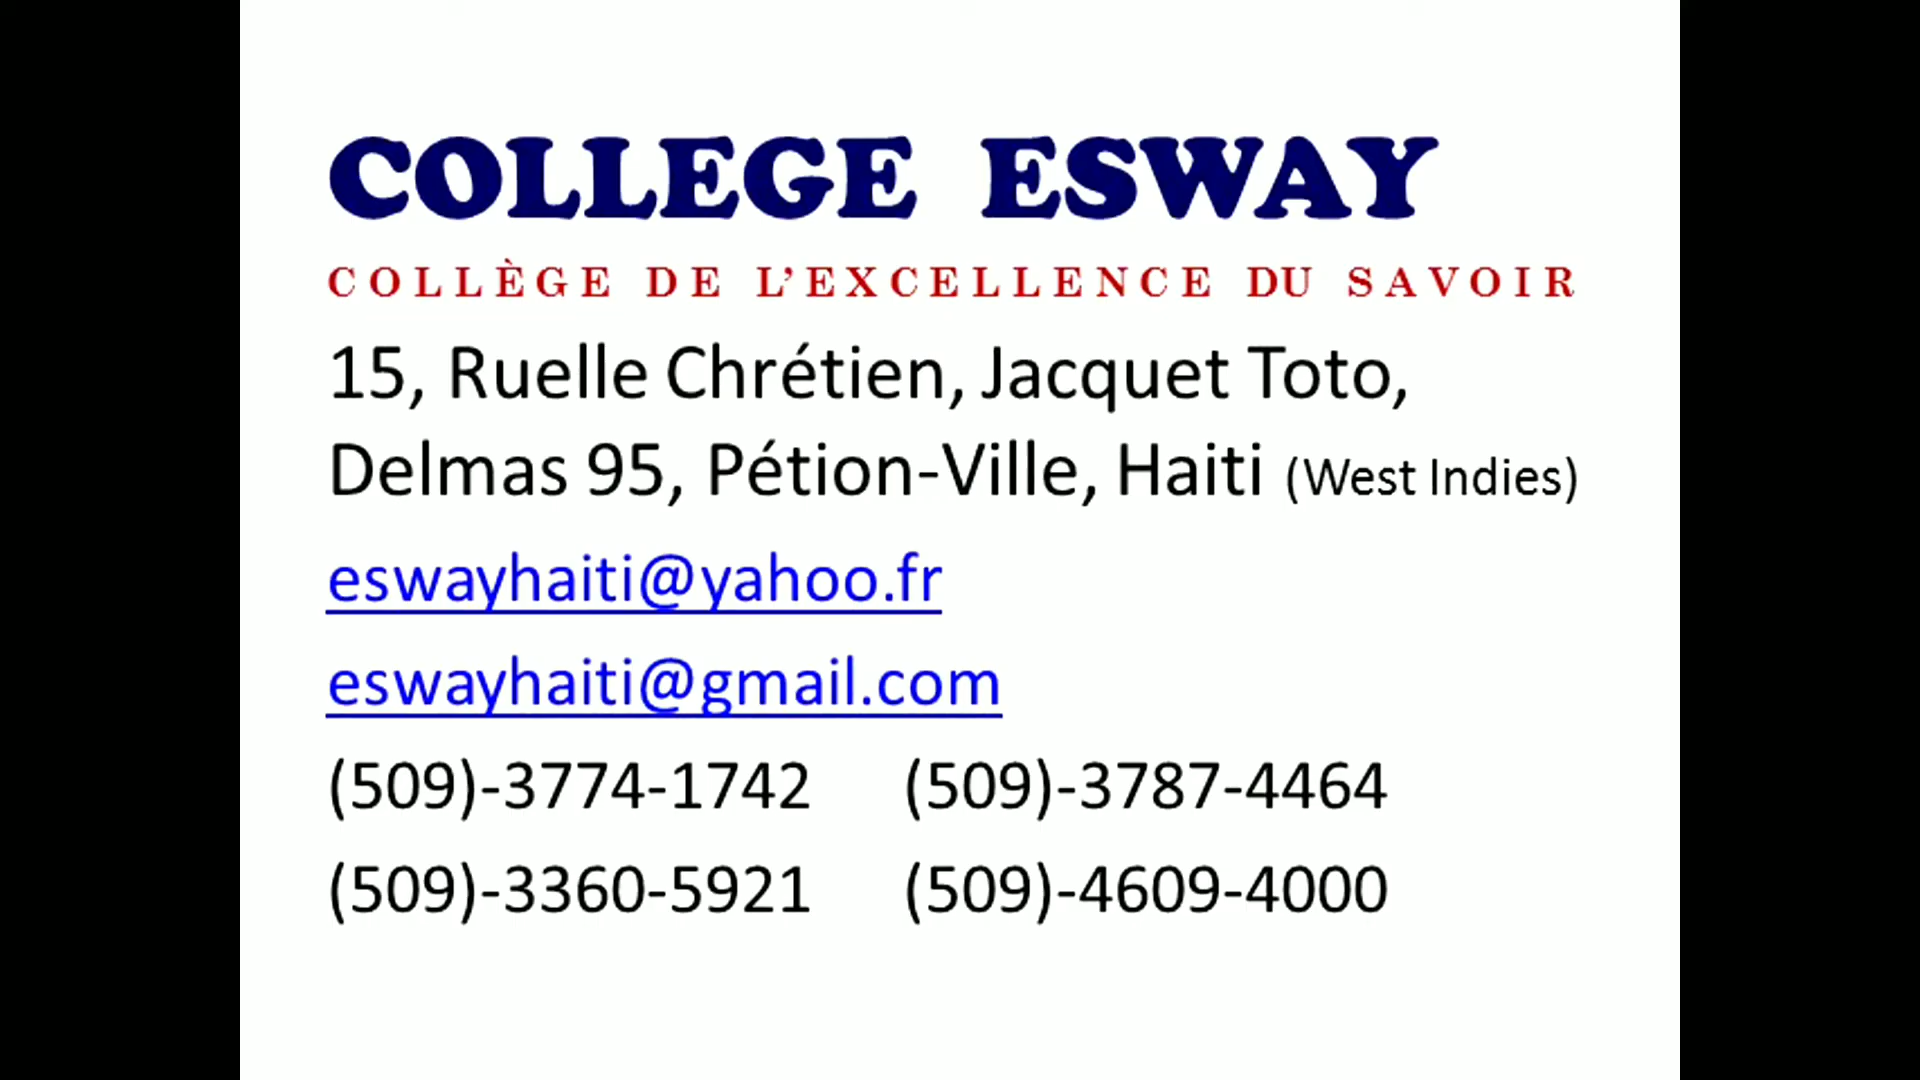 COLLEGE ESWAY
COLLÈGE DE L’EXCELLENCE DU SAVOIR
15, Ruelle Chrétien, Jacquet Toto,
Delmas 95, Pétion-Ville, Haiti (West Indies)
eswayhaiti@yahoo.fr
eswayhaiti@gmail.com
(509)-3774-1742 (509)-3787-4464
(509)-3360-5921 (509)-4609-4000